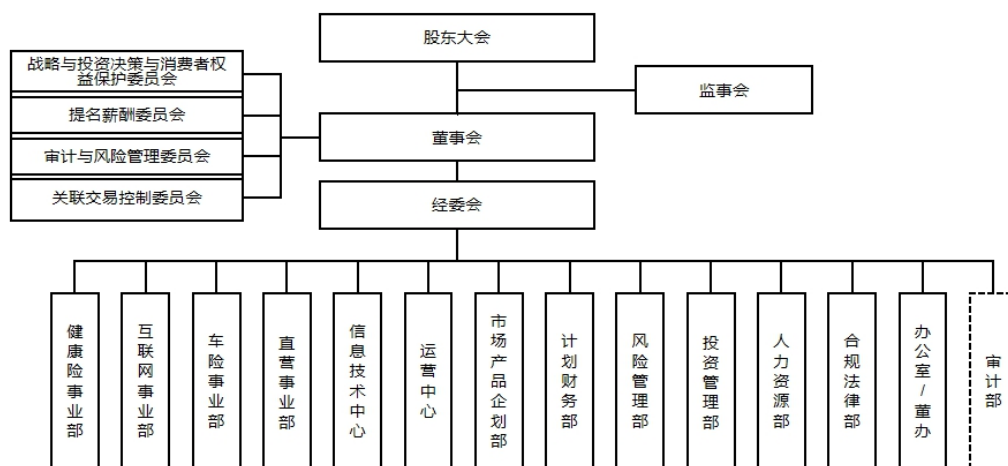 股东大会
战略与投资决策与消费者权
益保护委员会
监事会
提名薪酬委员会
董事会
审计与风险管理委员会
关联交易控制委员会
经委会
健康险事业部
互联网事业部
车险事业部
直营事业部
信息技术中心
运营中心
市场产品企划部
计划财务部
风险管理部
投资管理部
人力资源部
合规法律部
办公室/董办
审计部